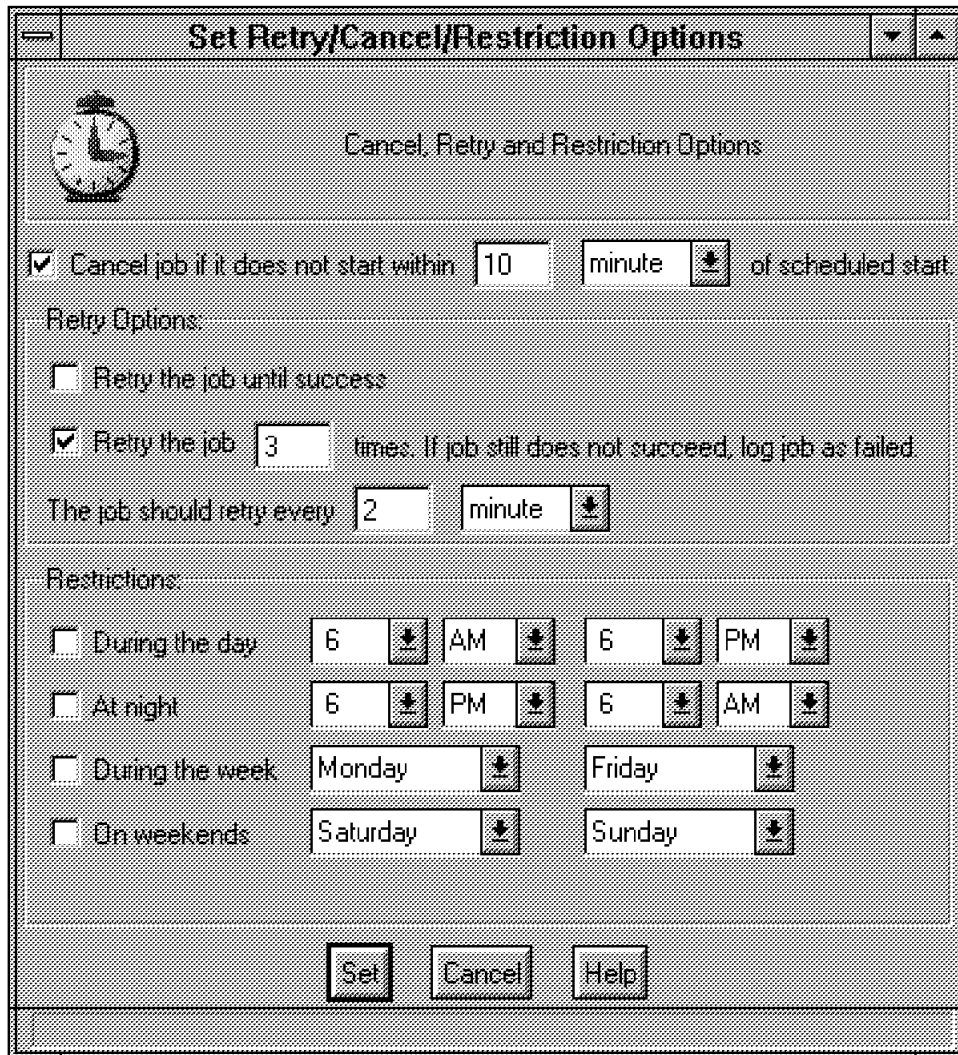 Set Retry/Cancel/Restriction Options
Cancel, Retry and Restriction Options
Cancel job if it does not start within 10 minute of scheduled start.
Retry Options:
Retry the job until success
Retry the job 3 times. If job still does not succeed, log job as failed.
The job should retry every 2 minute
Restrictions:
During the day 6 AM 6 PM
At night 6 PM 6 AM
During the week Monday Friday
On weekends Saturday Sunday
Set Cancel Help